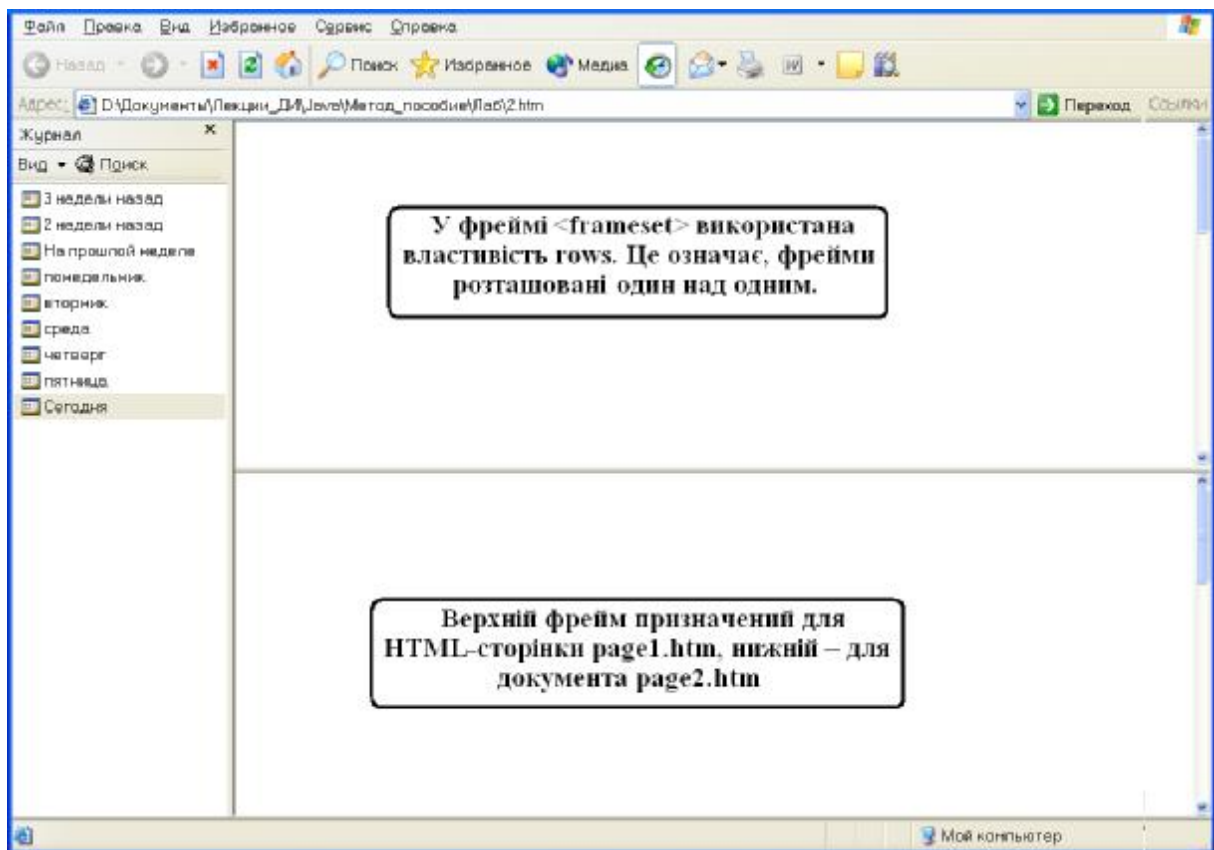 Файл Правка Вид Избранное Сервис Справка
Назад Поиск Избранное Медиа
Адрес: D:\Документы\Лекции_ДИ\Java\Метод_пособие\Лаб\2.htm Переход Ссылки
Журнал
Вид Поиск
3 недели назад
2 недели назад
На прошлой неделе
понедельник
вторник
среда
четверг
пятница
Сегодня
У фреймі <frameset> використана
властивість rows. Це означає, фрейми
розташовані один над одним.
Верхній фрейм призначений для
HTML-сторінки page1.htm, нижній – для
документа page2.htm
Мой компьютер